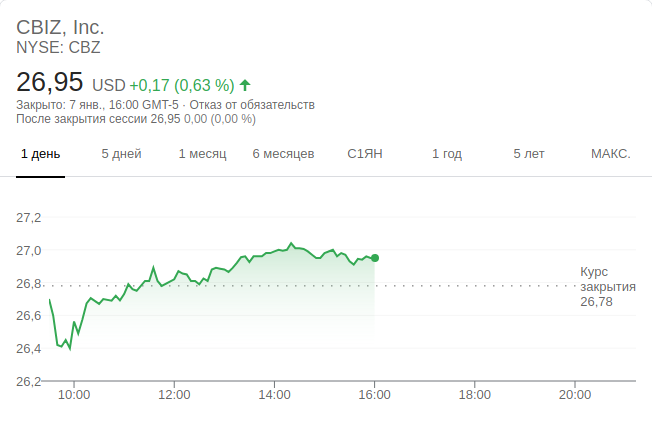 CBIZ, Inc.
NYSE: CBZ
26,95 USD +0,17 (0,63 %)
Закрыто: 7 янв., 16:00 GMT-5 · Отказ от обязательств
После закрытия сессии 26,95 0,00 (0,00 %)
1 день 5 дней 1 месяц 6 месяцев С1ЯН 1 год 5 лет МАКС.
27,2
27,0
26,8
26,6
26,4
26,2
Курс
закрытия
26,78
10:00 12:00 14:00 16:00 18:00 20:00